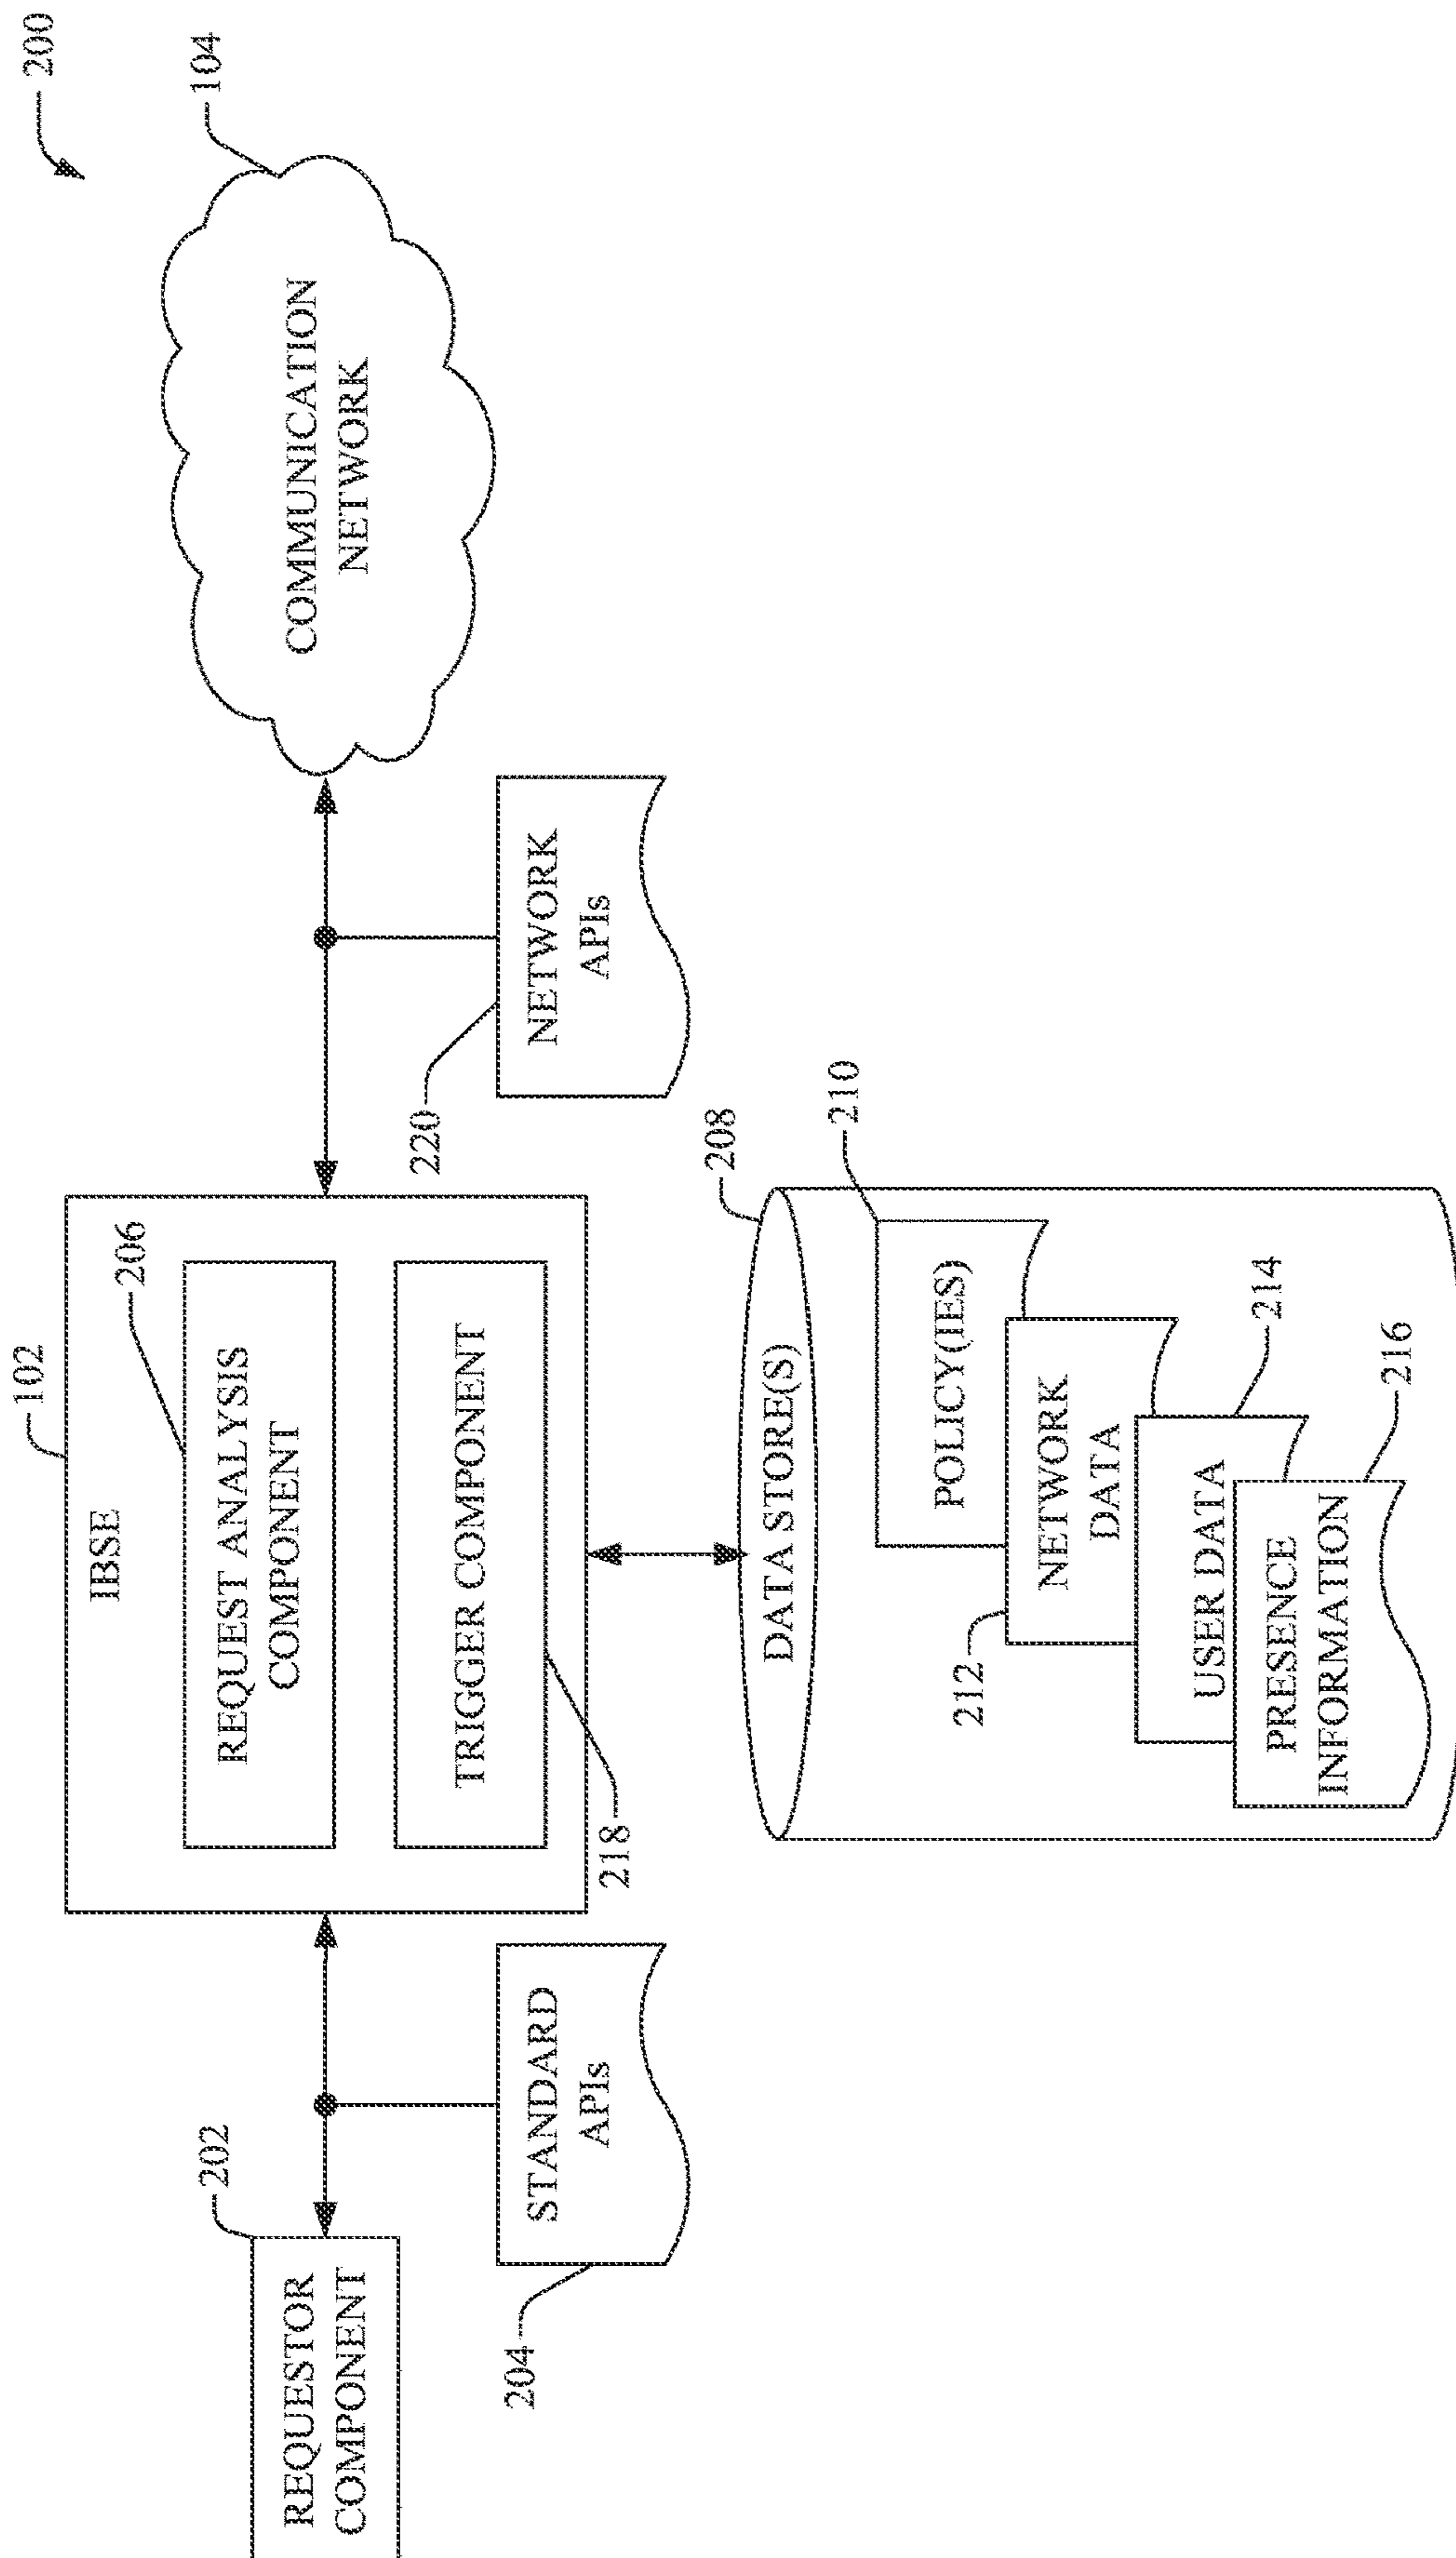 200
102
104
IBSE
206
202
REQUESTOR
COMPONENT
REQUEST ANALYSIS
COMPONENT
COMMUNICATION
NETWORK
TRIGGER COMPONENT
204
STANDARD
APIs
218
220
NETWORK
APIs
208
DATA STORE(S)
210
POLICY(IES)
212
NETWORK
DATA
214
USER DATA
216
PRESENCE
INFORMATION